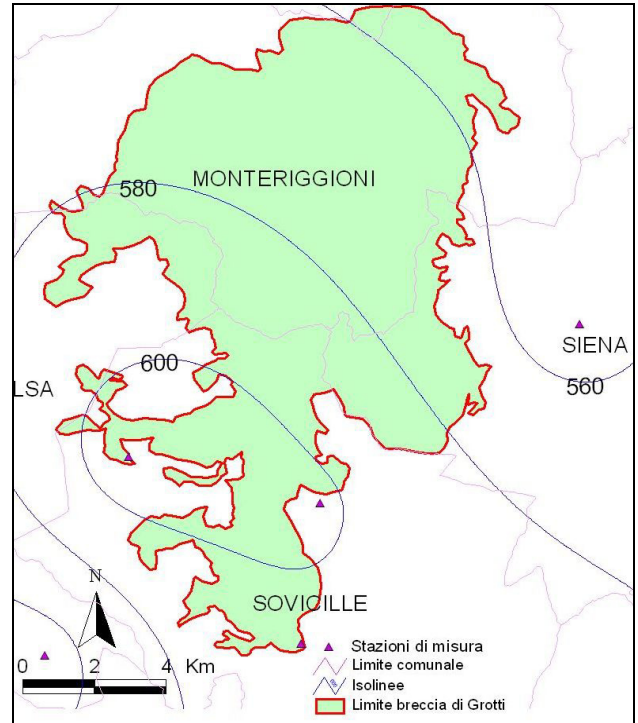 580
MONTERIGGIONI
SIENA
560
600
LSA
N
SOVICILLE
0 2 4 Km
Stazioni di misura
Limite comunale
Isolinee
Limite breccia di Grotti